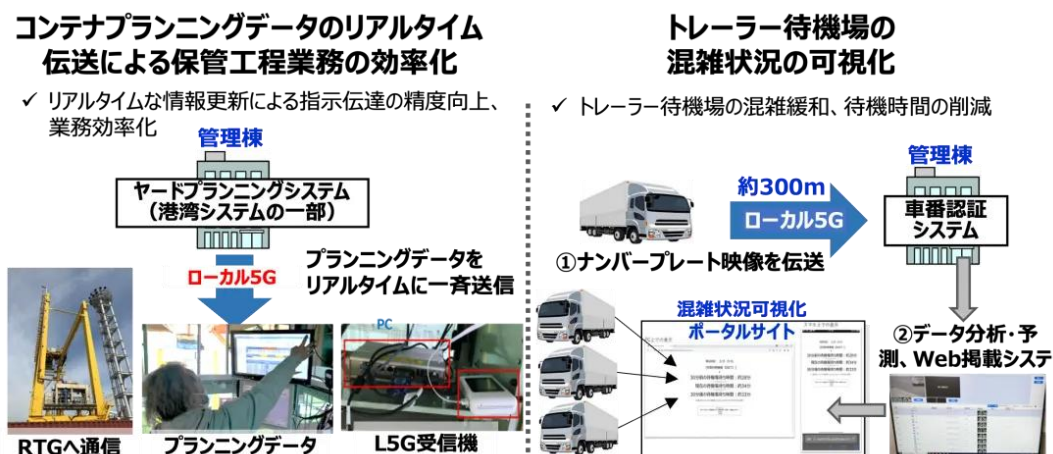 コンテナプランニングデータのリアルタイム
伝送による保管工程業務の効率化
✓ リアルタイムな情報更新による指示伝達の精度向上、
業務効率化
管理棟
ヤードプランニングシステム
（港湾システムの一部）
ローカル5G
プランニングデータを
リアルタイムに一斉送信
PC
RTGへ通信
プランニングデータ
L5G受信機
トレーラー待機場の
混雑状況の可視化
✓ トレーラー待機場の混雑緩和、待機時間の削減
管理棟
約300m
ローカル5G
車番認証
システム
①ナンバープレート映像を伝送
混雑状況可視化
ポータルサイト
②データ分析・予
測、Web掲載システ